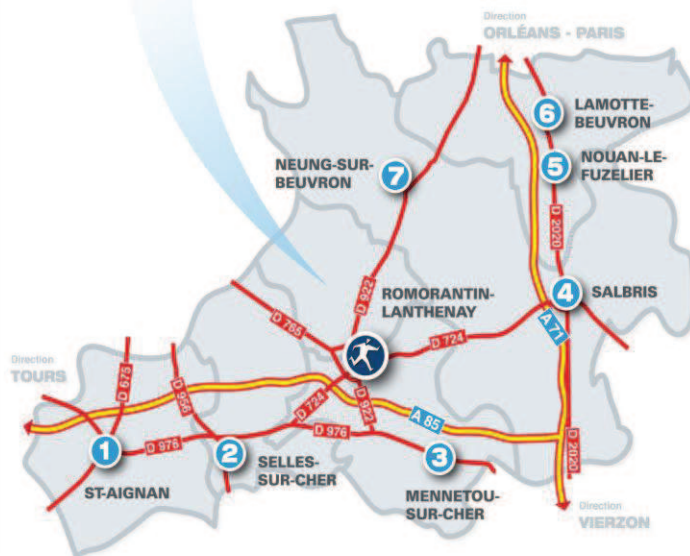 Direction
ORLÉANS - PARIS
6
LAMOTTE-
BEUVRON
5
NOUAN-LE-
FUZELIER
NEUNG-SUR-
BEUVRON
7
D 2020
D 922
ROMORANTIN-
LANTHENAY
4
SALBRIS
D 765
A 71
D 724
Direction
TOURS
D 675
D 956
D 724
D 922
A 85
1
D 976
2
D 976
3
D 2020
ST-AIGNAN
SELLES-
SUR-CHER
MENNETOU-
SUR-CHER
Direction
VIERZON